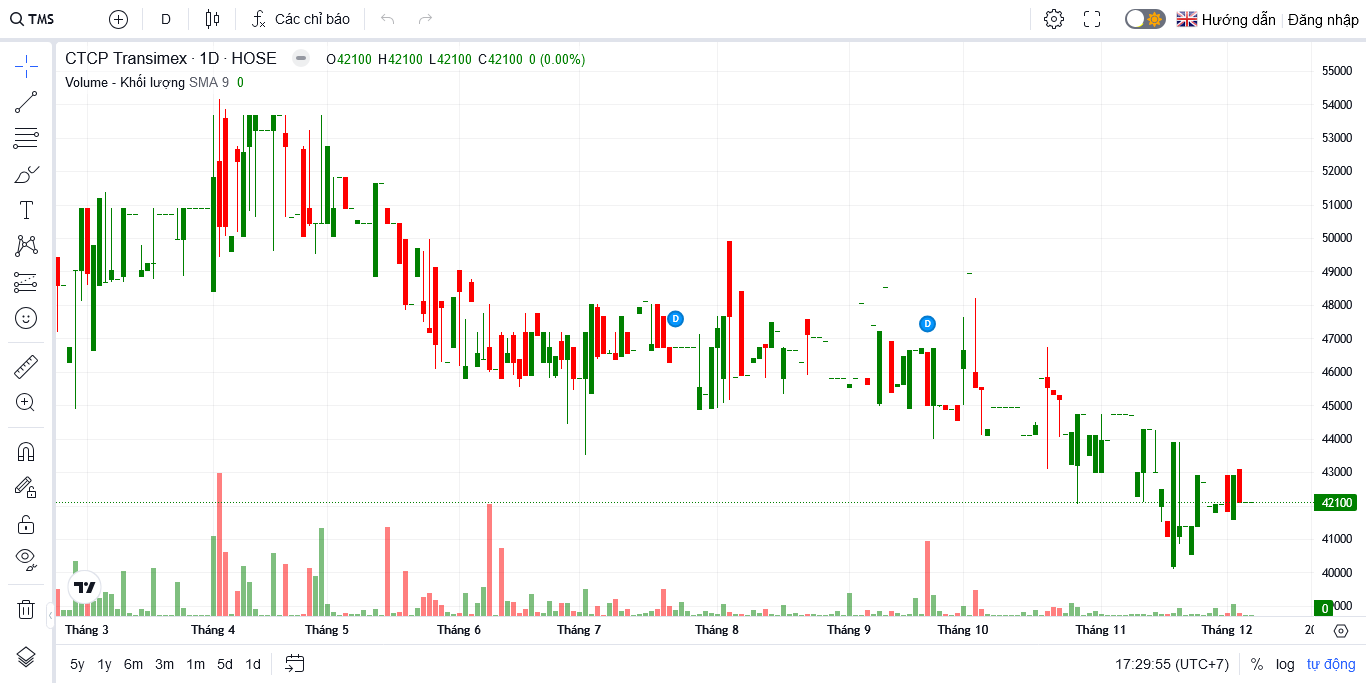 TMS D Các chỉ báo Hướng dẫn Đăng nhập
CTCP Transimex · 1D · HOSE O42100 H42100 L42100 C42100 0 (0.00%)
Volume - Khối lượng SMA 9 0
55000
54000
53000
52000
51000
50000
49000
48000
47000
46000
45000
44000
43000
42100
41000
40000
0
D
D
Tháng 3 Tháng 4 Tháng 5 Tháng 6 Tháng 7 Tháng 8 Tháng 9 Tháng 10 Tháng 11 Tháng 12
5y 1y 6m 3m 1m 5d 1d 17:29:55 (UTC+7) % log tự động